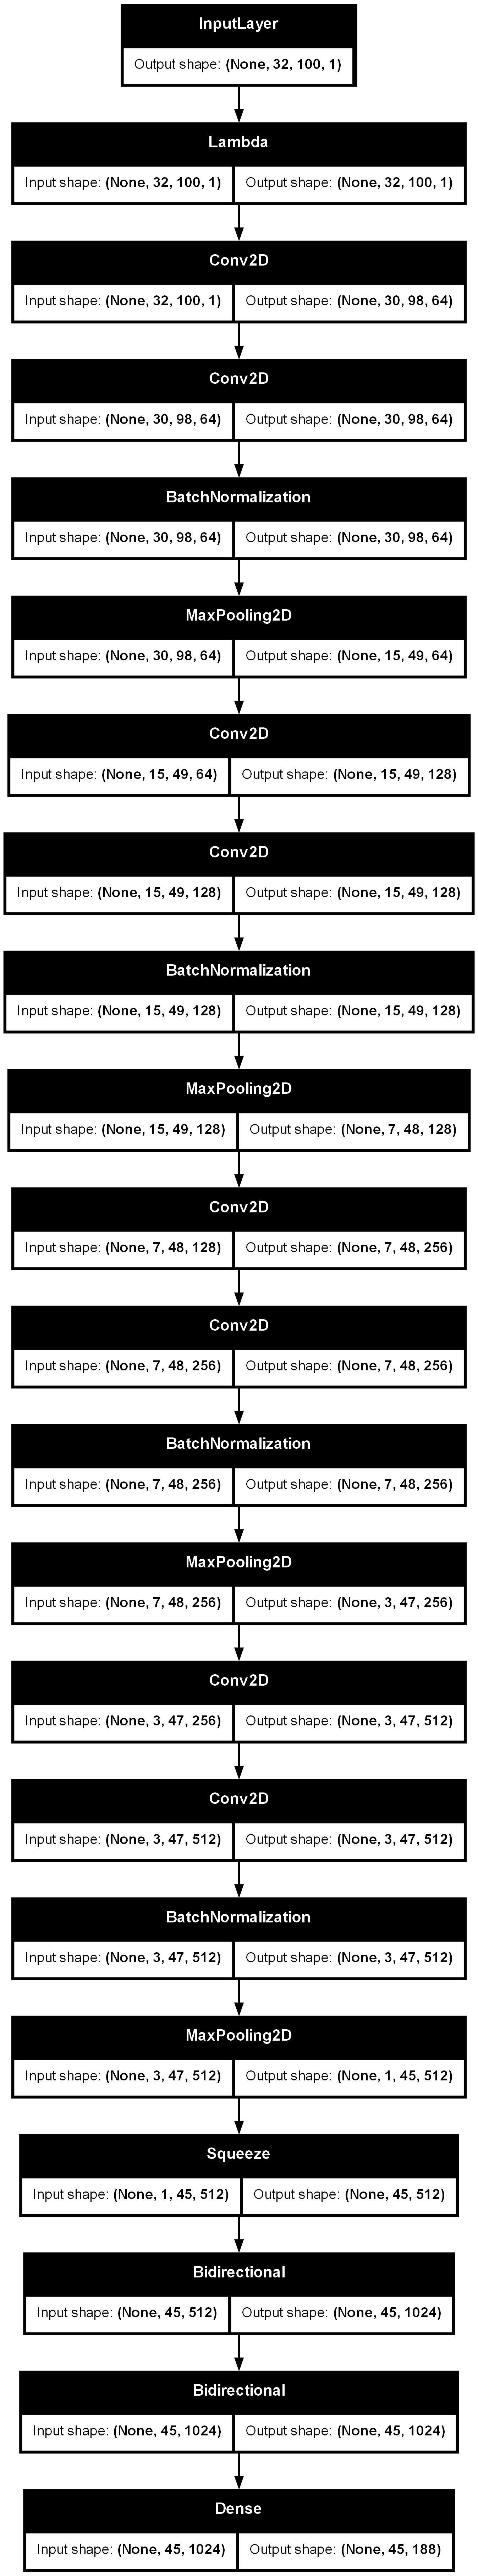 InputLayer
Output shape: (None, 32, 100, 1)
Lambda
Input shape: (None, 32, 100, 1) Output shape: (None, 32, 100, 1)
Conv2D
Input shape: (None, 32, 100, 1) Output shape: (None, 30, 98, 64)
Conv2D
Input shape: (None, 30, 98, 64) Output shape: (None, 30, 98, 64)
BatchNormalization
Input shape: (None, 30, 98, 64) Output shape: (None, 30, 98, 64)
MaxPooling2D
Input shape: (None, 30, 98, 64) Output shape: (None, 15, 49, 64)
Conv2D
Input shape: (None, 15, 49, 64) Output shape: (None, 15, 49, 128)
Conv2D
Input shape: (None, 15, 49, 128) Output shape: (None, 15, 49, 128)
BatchNormalization
Input shape: (None, 15, 49, 128) Output shape: (None, 15, 49, 128)
MaxPooling2D
Input shape: (None, 15, 49, 128) Output shape: (None, 7, 48, 128)
Conv2D
Input shape: (None, 7, 48, 128) Output shape: (None, 7, 48, 256)
Conv2D
Input shape: (None, 7, 48, 256) Output shape: (None, 7, 48, 256)
BatchNormalization
Input shape: (None, 7, 48, 256) Output shape: (None, 7, 48, 256)
MaxPooling2D
Input shape: (None, 7, 48, 256) Output shape: (None, 3, 47, 256)
Conv2D
Input shape: (None, 3, 47, 256) Output shape: (None, 3, 47, 512)
Conv2D
Input shape: (None, 3, 47, 512) Output shape: (None, 3, 47, 512)
BatchNormalization
Input shape: (None, 3, 47, 512) Output shape: (None, 3, 47, 512)
MaxPooling2D
Input shape: (None, 3, 47, 512) Output shape: (None, 1, 45, 512)
Squeeze
Input shape: (None, 1, 45, 512) Output shape: (None, 45, 512)
Bidirectional
Input shape: (None, 45, 512) Output shape: (None, 45, 1024)
Bidirectional
Input shape: (None, 45, 1024) Output shape: (None, 45, 1024)
Dense
Input shape: (None, 45, 1024) Output shape: (None, 45, 188)